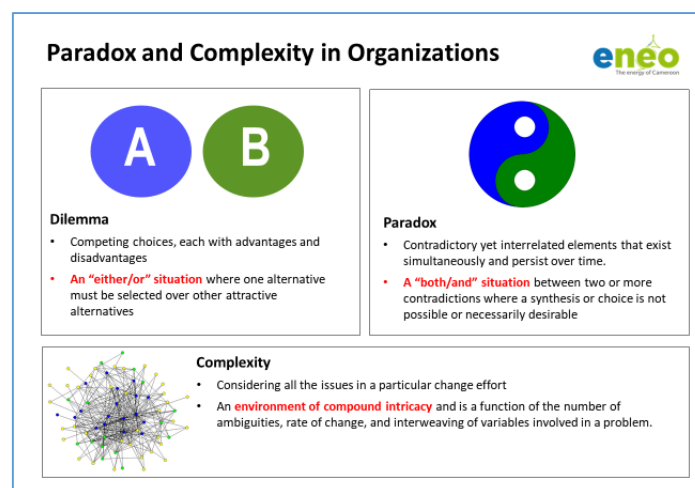 Paradox and Complexity in Organizations
eneo
The energy of Cameroon
A B
Dilemma
• Competing choices, each with advantages and
disadvantages
• An “either/or” situation where one alternative
must be selected over other attractive
alternatives
Paradox
• Contradictory yet interrelated elements that exist
simultaneously and persist over time.
• A “both/and” situation between two or more
contradictions where a synthesis or choice is not
possible or necessarily desirable
Complexity
• Considering all the issues in a particular change effort
• An environment of compound intricacy and is a function of the number of
ambiguities, rate of change, and interweaving of variables involved in a problem.